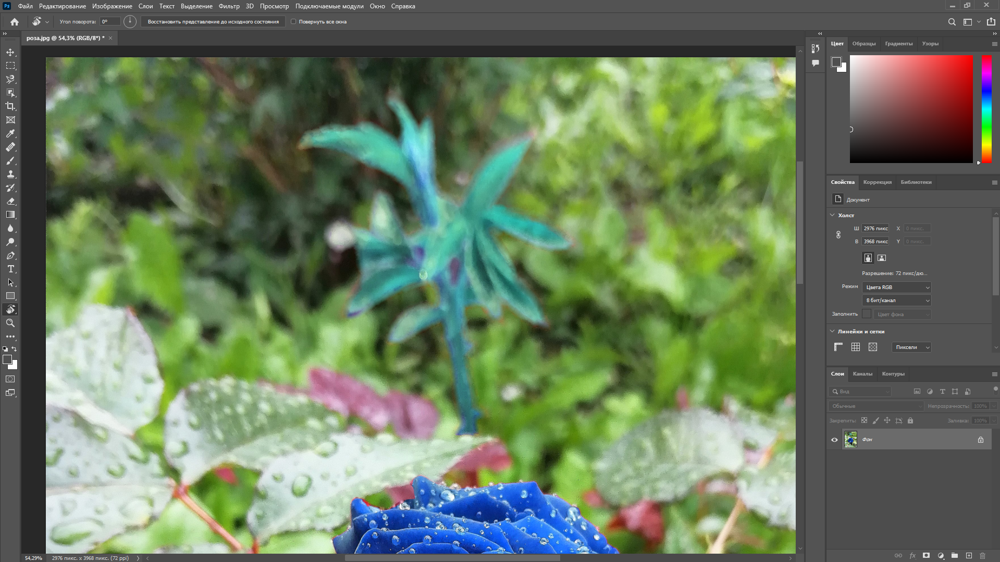 Ps Файл Редактирование Изображение Слои Текст Выделение Фильтр 3D Просмотр Подключаемые модули Окно Справка
Угол поворота: 0° Восстановить представление до исходного состояния Повернуть все окна
роза.jpg @ 54,3% (RGB/8*) * ×
Цвет Образцы Градиенты Узоры
Свойства Коррекция Библиотеки
Документ
Холст
Ш 2976 пикс X 0 пикс.
В 3968 пикс Y 0 пикс.
Разрешение: 72 пикс/дю...
Режим Цвета RGB
8 бит/канал
Заполнить Цвет фона
Линейки и сетки
Пиксели
Слои Каналы Контуры
Вид
Обычные Непрозрачность: 100%
Закрепить: Заливка: 100%
Фон
54,29% 2976 пикс. x 3968 пикс. (72 ppi)
fx